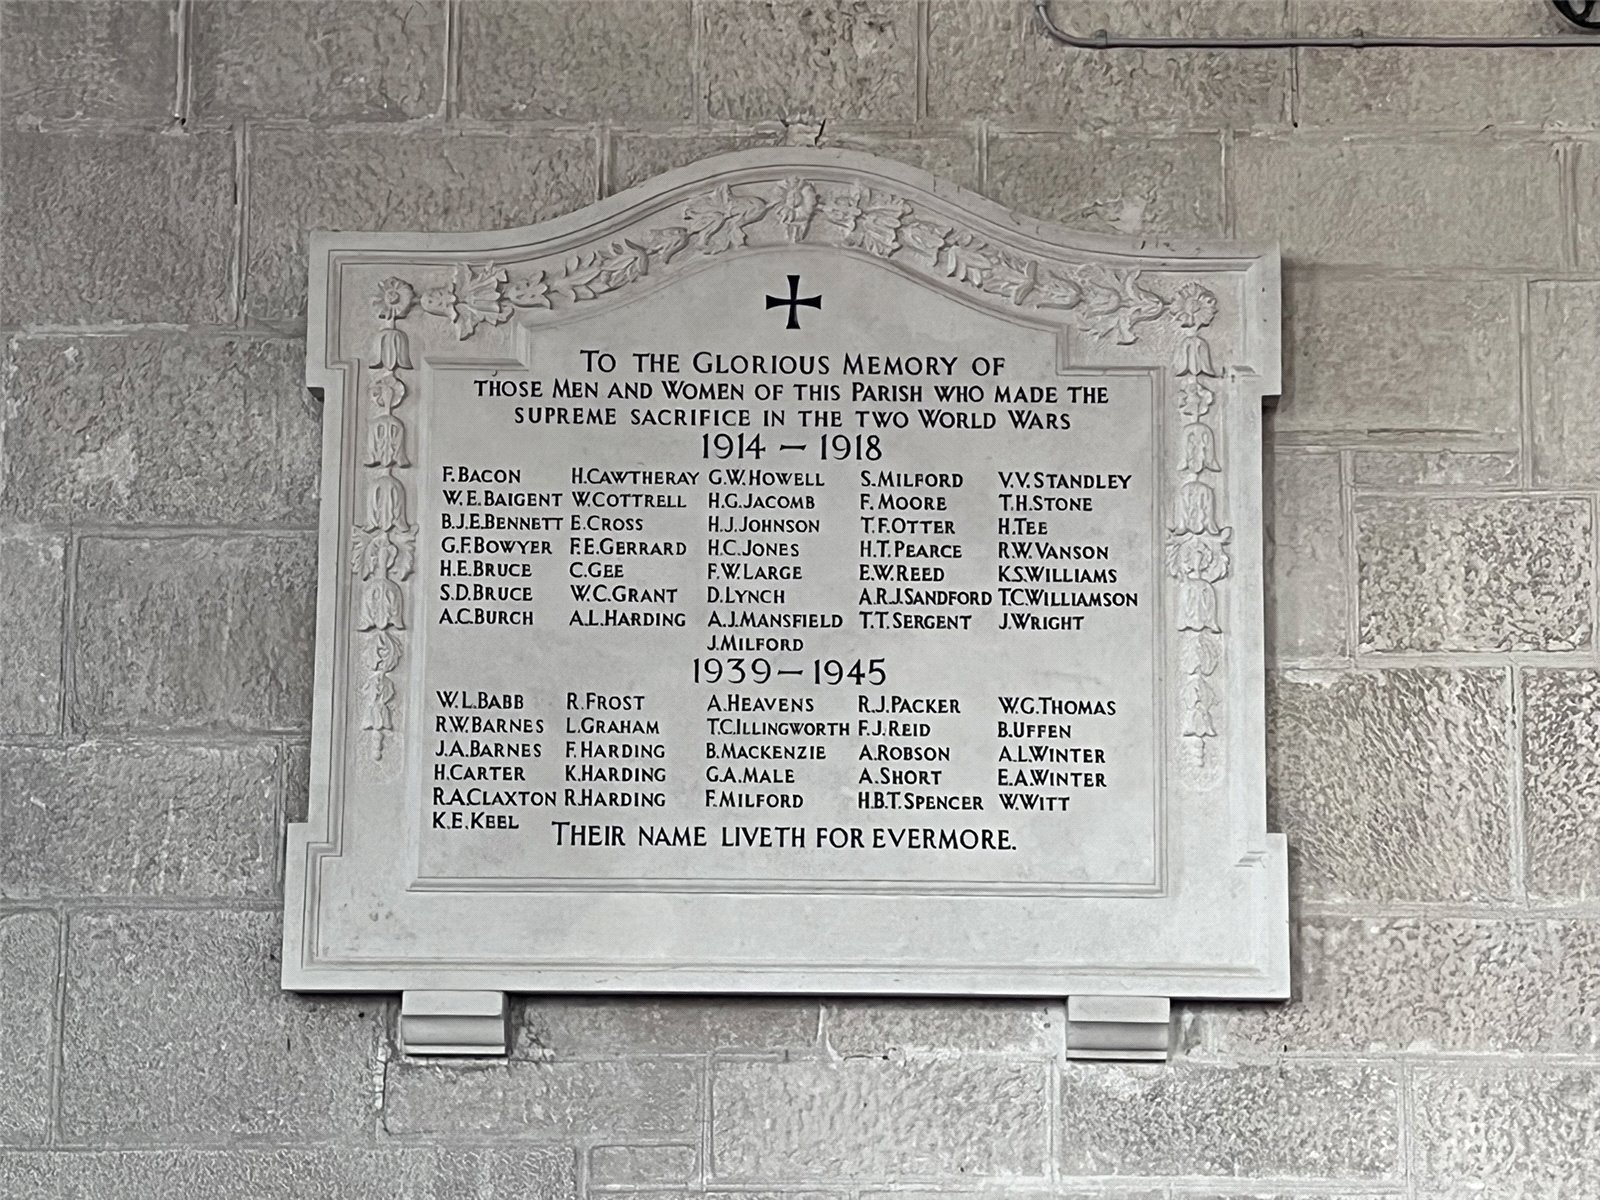 To the Glorious Memory of
those Men and Women of this Parish who made the
supreme sacrifice in the two World Wars
1914 – 1918
F. Bacon H. Cawtheray G.W. Howell S. Milford V.V. Standley
W.E. Baigent W. Cottrell H.G. Jacomb F. Moore T.H. Stone
B.J.E. Bennett E. Cross H.J. Johnson T.F. Otter H. Tee
G.F. Bowyer F.E. Gerrard H.C. Jones H.T. Pearce R.W. Vanson
H.E. Bruce C. Gee F.W. Large E.W. Reed K.S. Williams
S.D. Bruce W.C. Grant D. Lynch A.R.J. Sandford T.C. Williamson
A.C. Burch A.L. Harding A.J. Mansfield T.T. Sergent J. Wright
J. Milford
1939 – 1945
W.L. Babb R. Frost A. Heavens R.J. Packer W.G. Thomas
R.W. Barnes L. Graham T.C. Illingworth F.J. Reid B. Uffen
J.A. Barnes F. Harding B. Mackenzie A. Robson A.L. Winter
H. Carter K. Harding G.A. Male A. Short E.A. Winter
R.A. Claxton R. Harding F. Milford H.B.T. Spencer W. Witt
K.E. Keel
Their name liveth for evermore.